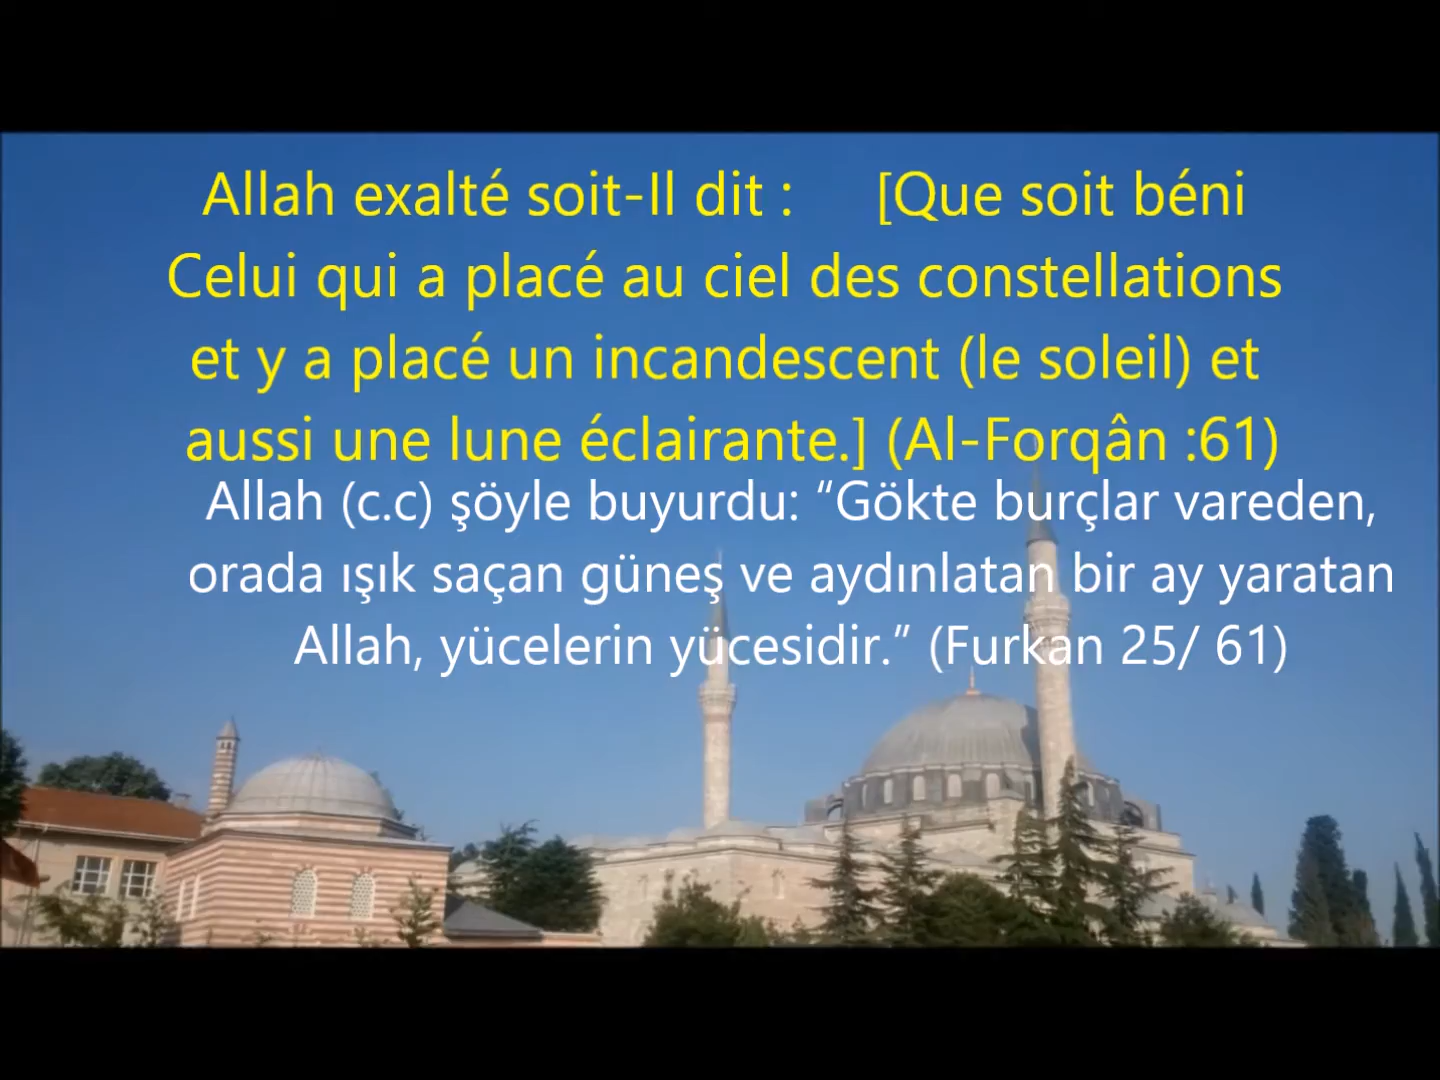 Allah exalté soit-Il dit : [Que soit béni
Celui qui a placé au ciel des constellations
et y a placé un incandescent (le soleil) et
aussi une lune éclairante.] (Al-Forqân :61)
Allah (c.c) şöyle buyurdu: “Gökte burçlar vareden,
orada ışık saçan güneş ve aydınlatan bir ay yaratan
Allah, yücelerin yücesidir.” (Furkan 25/ 61)